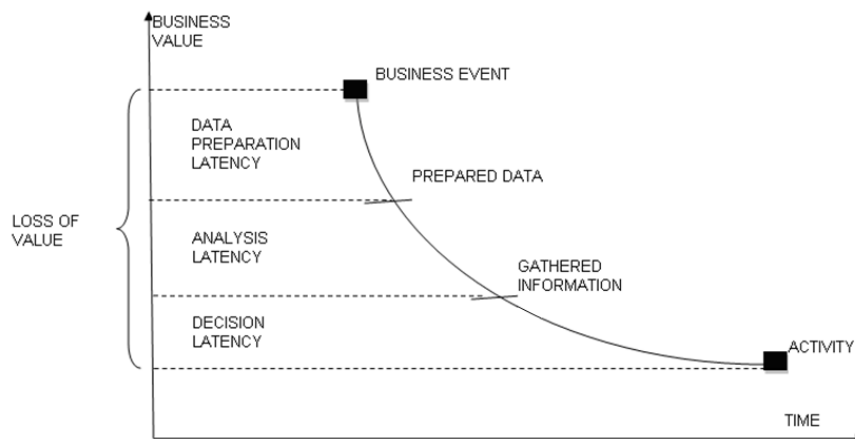 BUSINESS
VALUE
BUSINESS EVENT
DATA
PREPARATION
LATENCY
PREPARED DATA
LOSS OF
VALUE
ANALYSIS
LATENCY
GATHERED
INFORMATION
DECISION
LATENCY
ACTIVITY
TIME